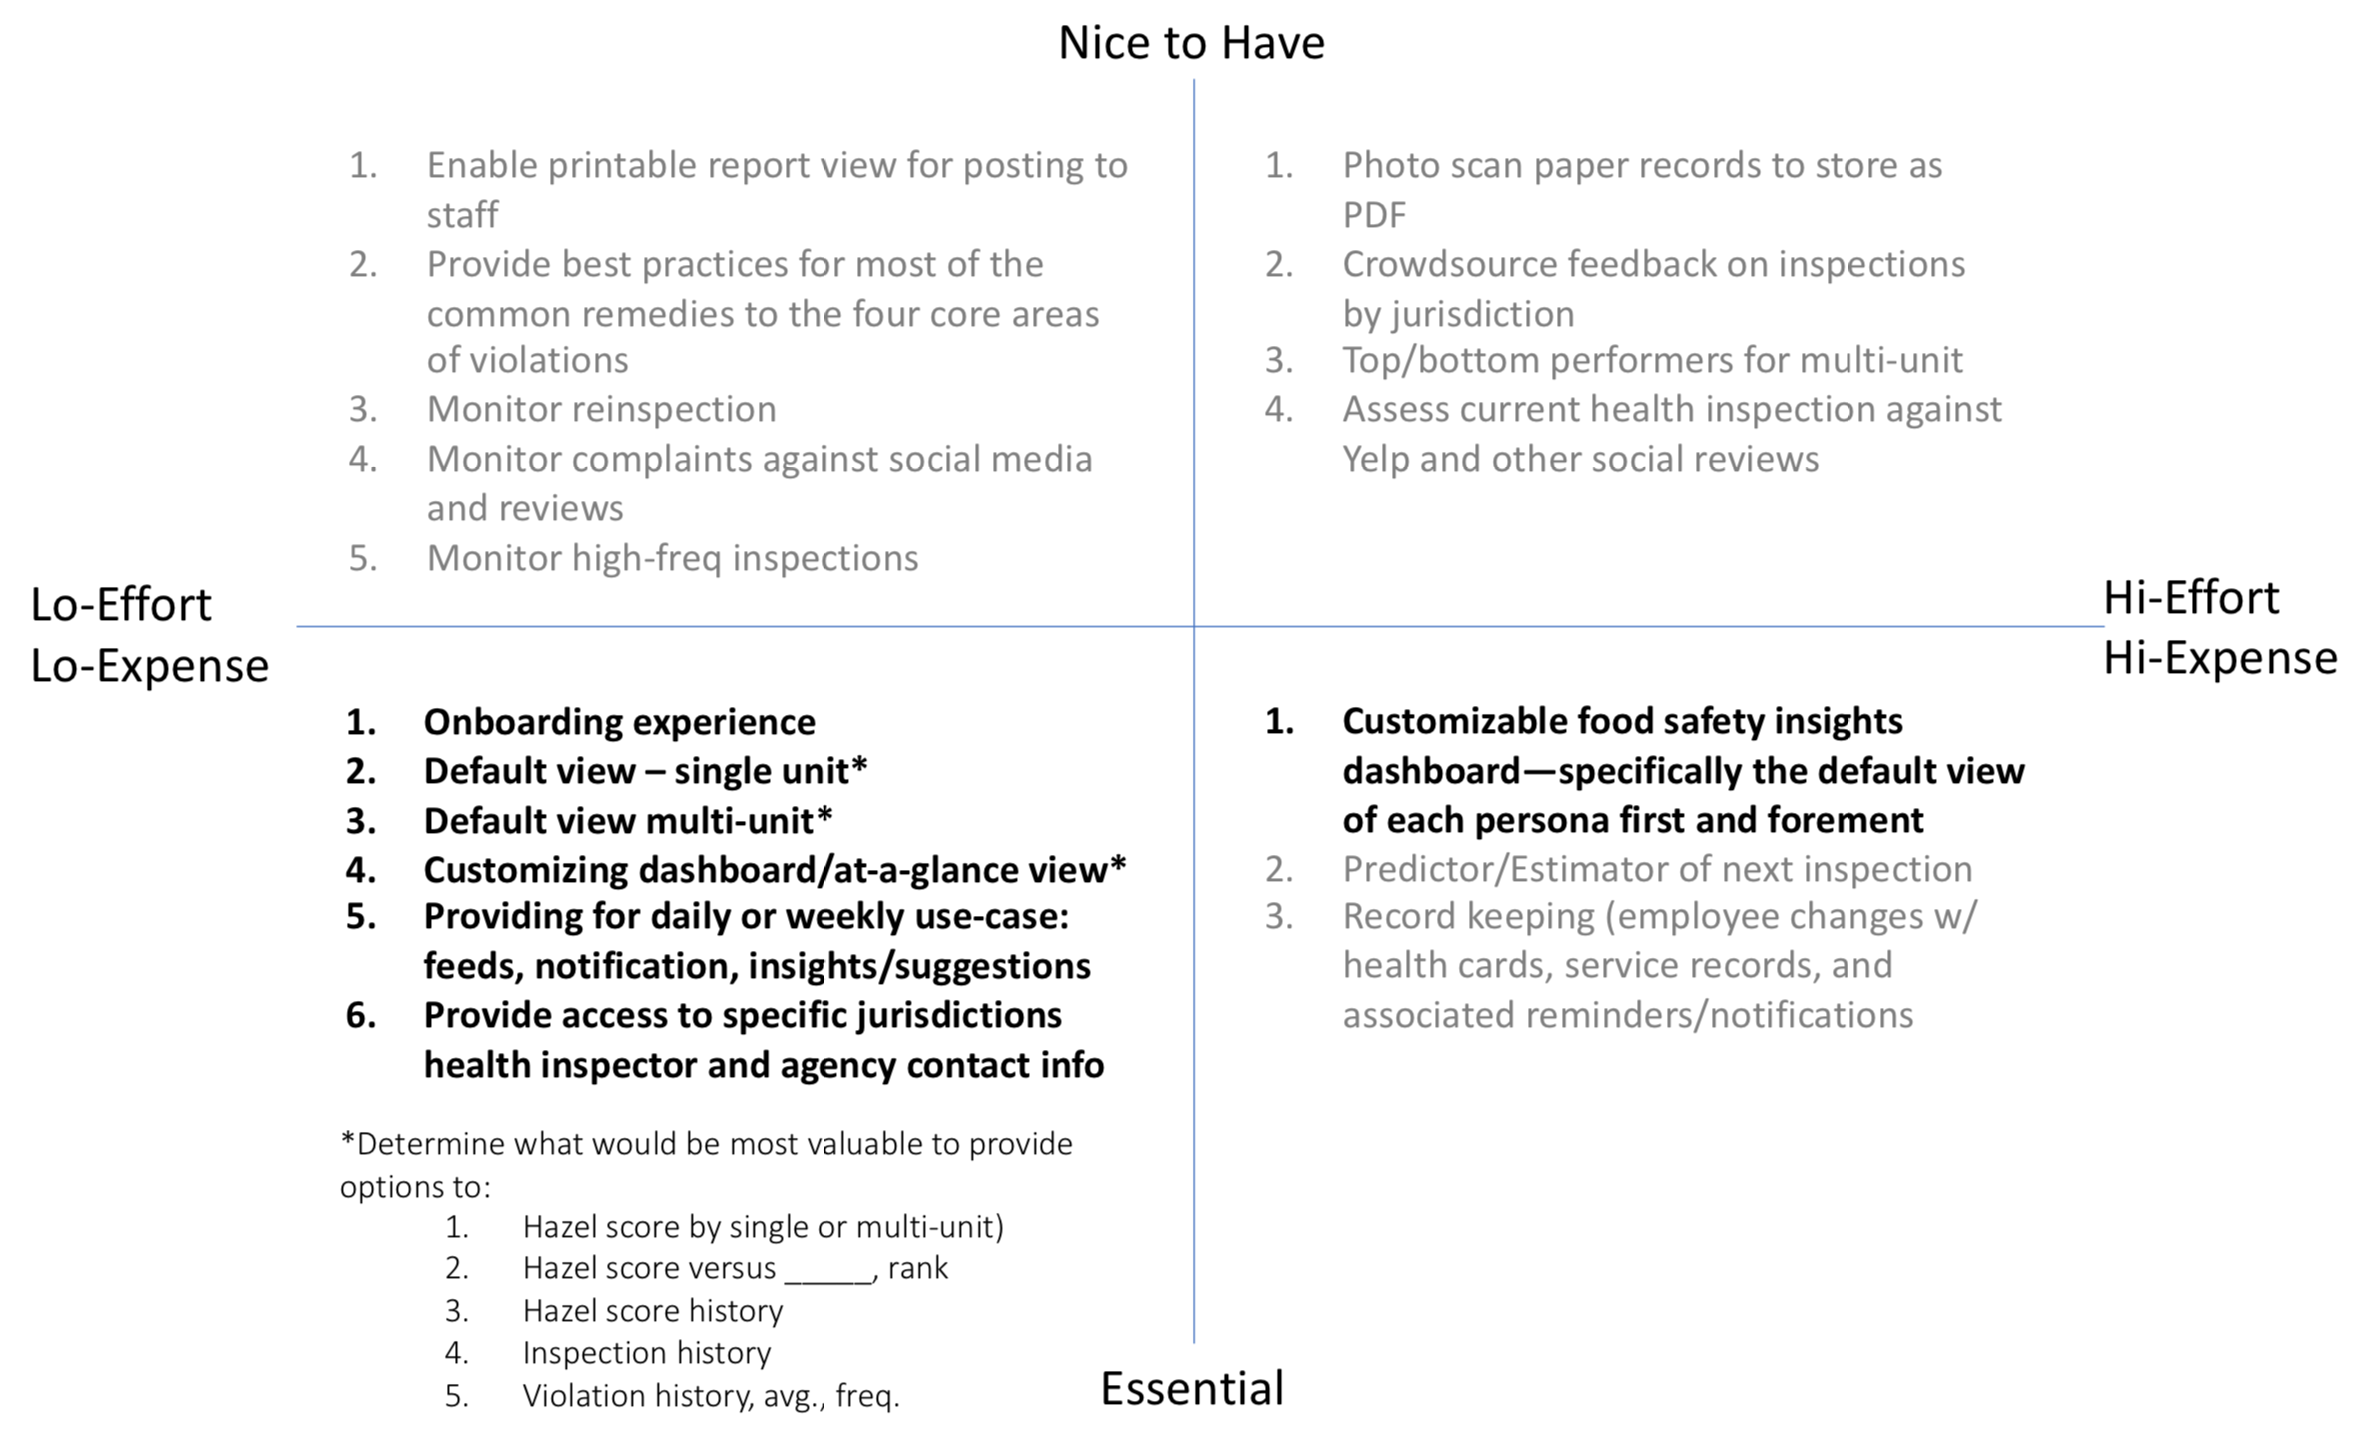 Nice to Have
1. Enable printable report view for posting to
staff
2. Provide best practices for most of the
common remedies to the four core areas
of violations
3. Monitor reinspection
4. Monitor complaints against social media
and reviews
5. Monitor high-freq inspections
1. Photo scan paper records to store as
PDF
2. Crowdsource feedback on inspections
by jurisdiction
3. Top/bottom performers for multi-unit
4. Assess current health inspection against
Yelp and other social reviews
Lo-Effort
Lo-Expense
Hi-Effort
Hi-Expense
1. Onboarding experience
2. Default view – single unit*
3. Default view multi-unit*
4. Customizing dashboard/at-a-glance view*
5. Providing for daily or weekly use-case:
feeds, notification, insights/suggestions
6. Provide access to specific jurisdictions
health inspector and agency contact info
*Determine what would be most valuable to provide
options to:
1. Hazel score by single or multi-unit)
2. Hazel score versus _____, rank
3. Hazel score history
4. Inspection history
5. Violation history, avg., freq.
1. Customizable food safety insights
dashboard—specifically the default view
of each persona first and forement
2. Predictor/Estimator of next inspection
3. Record keeping (employee changes w/
health cards, service records, and
associated reminders/notifications
Essential